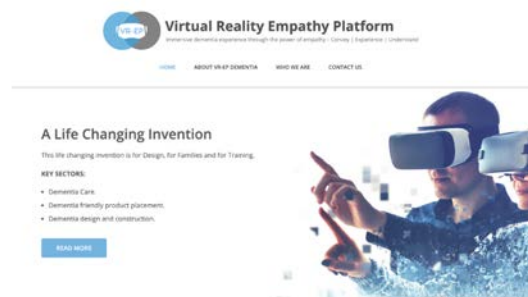 VR-EP
Virtual Reality Empathy Platform
Immersive dementia experience through the power of empathy - Convey | Experience | Understand
HOME ABOUT VR-EP DEMENTIA WHO WE ARE CONTACT US
A Life Changing Invention
This life changing invention is for Design, for Families and for Training.
KEY SECTORS:
• Dementia Care.
• Dementia friendly product placement.
• Dementia design and construction.
READ MORE